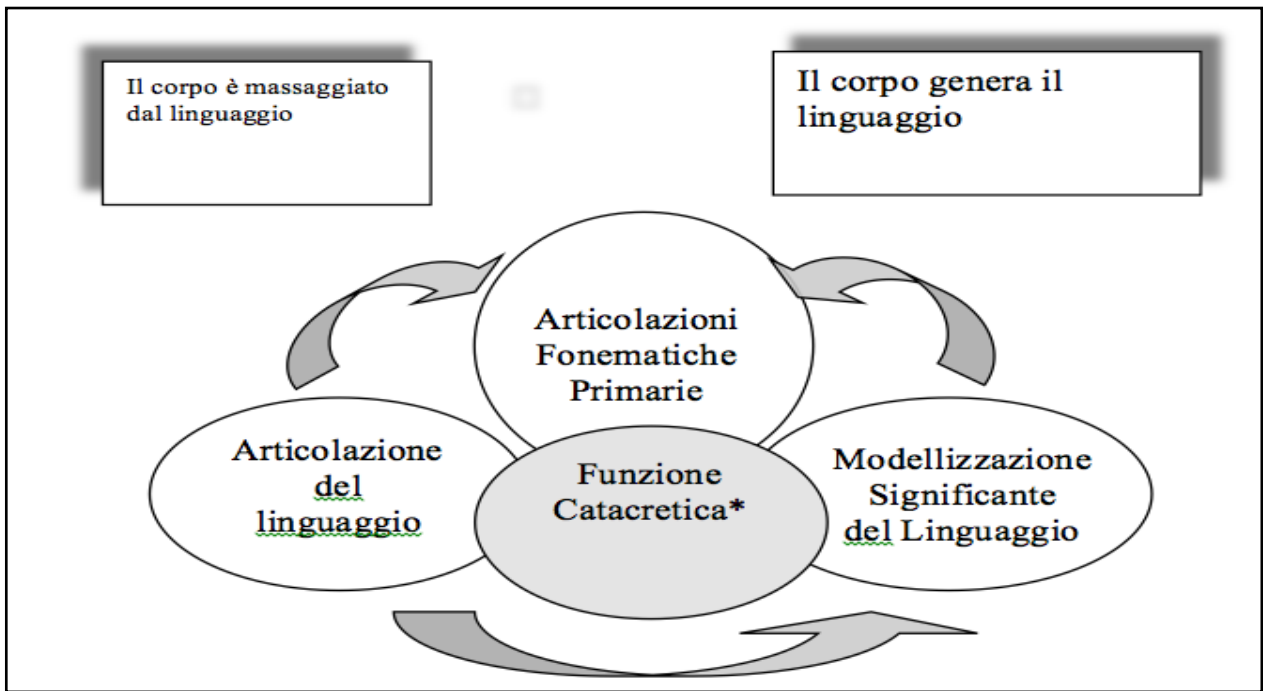 Il corpo è massaggiato
dal linguaggio
Il corpo genera il
linguaggio
Articolazioni
Fonematiche
Primarie
Articolazione
del
linguaggio
Funzione
Catacretica*
Modellizzazione
Significante
del Linguaggio